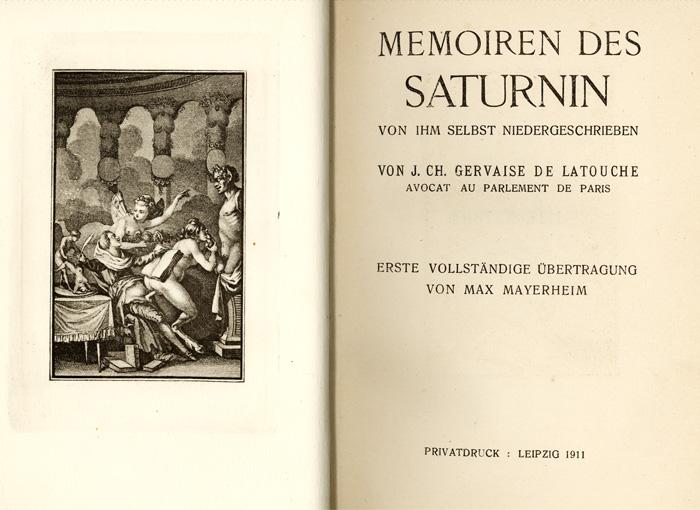 MEMOIREN DES
SATURNIN
VON IHM SELBST NIEDERGESCHRIEBEN
VON J. CH. GERVAISE DE LATOUCHE
AVOCAT AU PARLEMENT DE PARIS
ERSTE VOLLSTÄNDIGE ÜBERTRAGUNG
VON MAX MAYERHEIM
PRIVATDRUCK : LEIPZIG 1911